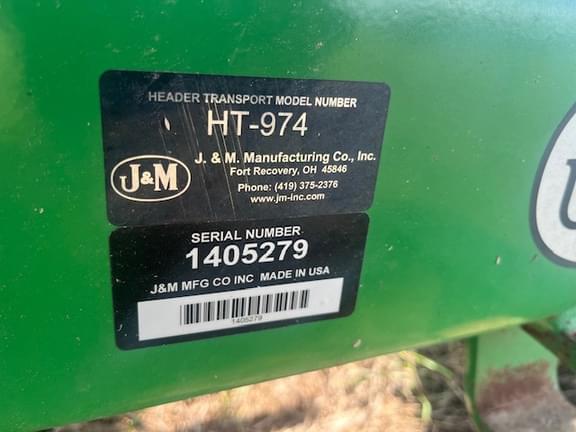 HEADER TRANSPORT MODEL NUMBER
HT-974
J&M
J. & M. Manufacturing Co., Inc.
Fort Recovery, OH 45846
Phone: (419) 375-2376
www.jm-inc.com
SERIAL NUMBER
1405279
J&M MFG CO INC MADE IN USA
1405279